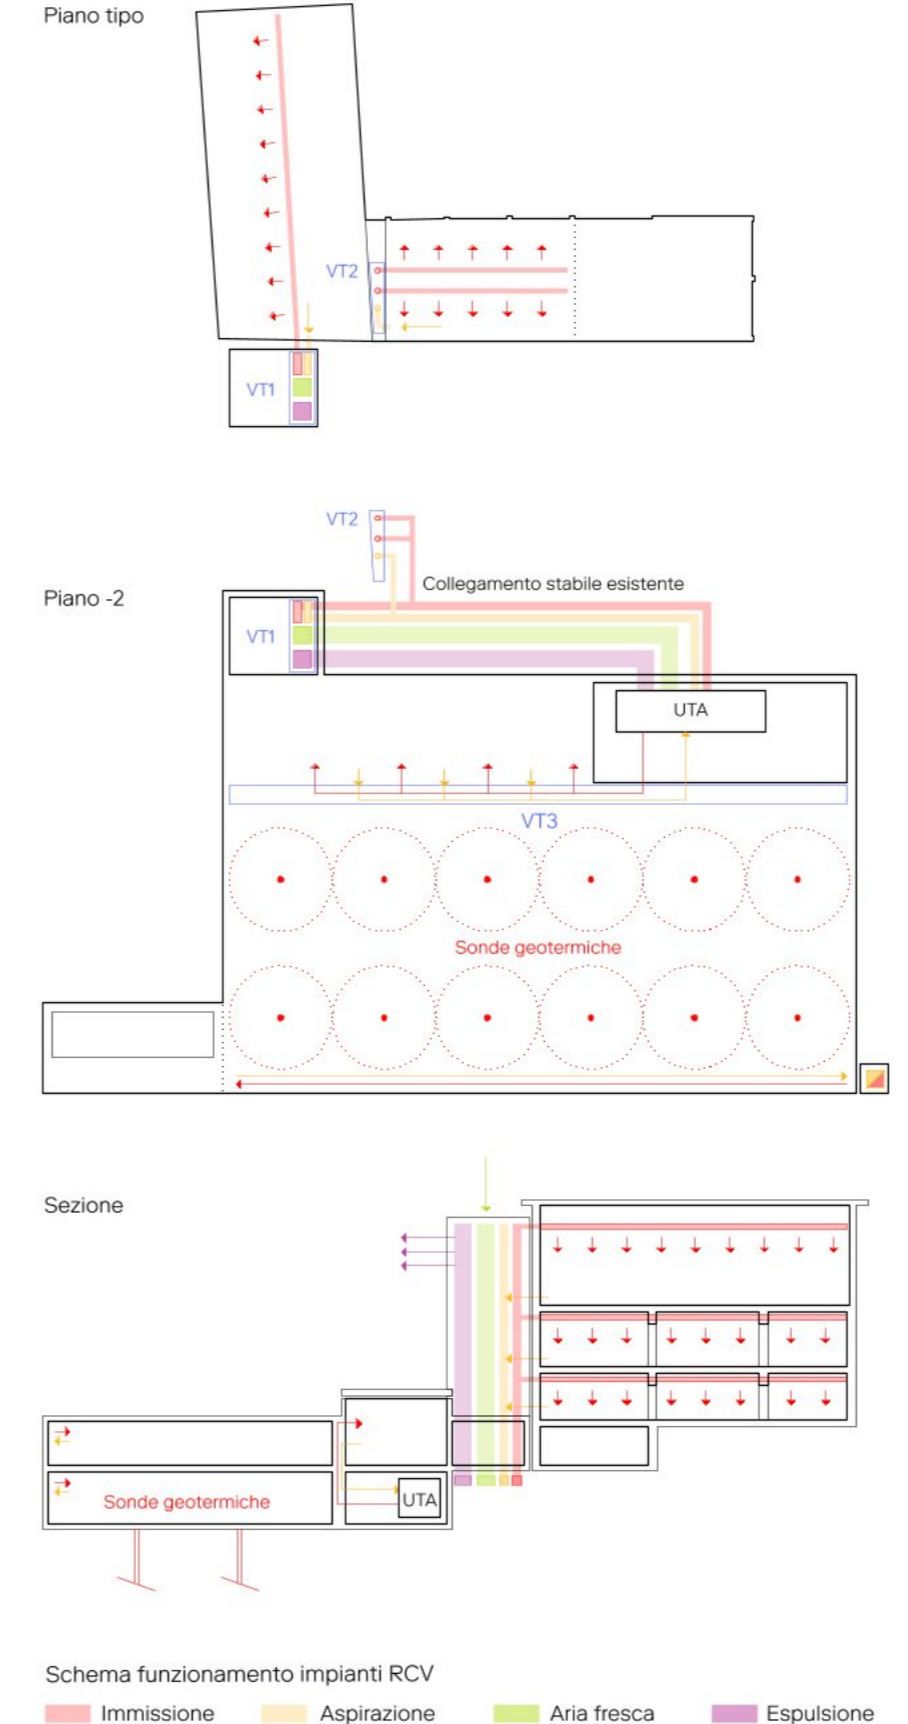 Piano tipo
VT2
VT1
VT2
Collegamento stabile esistente
Piano -2
VT1
UTA
VT3
Sonde geotermiche
Sezione
Sonde geotermiche
UTA
Schema funzionamento impianti RCV
Immissione Aspirazione Aria fresca Espulsione